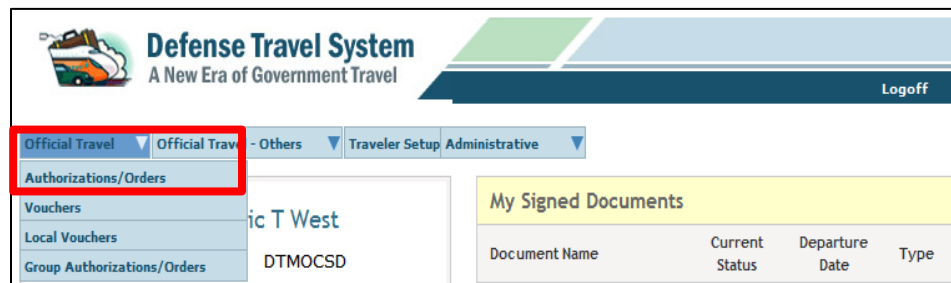 Defense Travel System
A New Era of Government Travel
Logoff
Official Travel Official Travel - Others Traveler Setup Administrative
Authorizations/Orders
Vouchers
Local Vouchers
Group Authorizations/Orders
ic T West
DTMOCSD
My Signed Documents
Document Name Current Status Departure Date Type